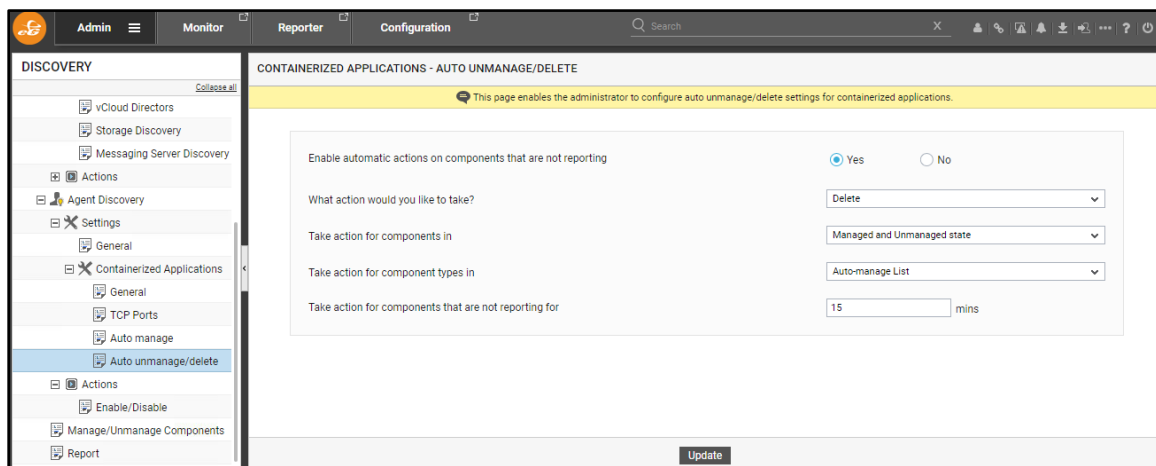 eG Admin Monitor Reporter Configuration Search X ... ?
DISCOVERY
Collapse all
vCloud Directors
Storage Discovery
Messaging Server Discovery
Actions
Agent Discovery
Settings
General
Containerized Applications
General
TCP Ports
Auto manage
Auto unmanage/delete
Actions
Enable/Disable
Manage/Unmanage Components
Report
CONTAINERIZED APPLICATIONS - AUTO UNMANAGE/DELETE
This page enables the administrator to configure auto unmanage/delete settings for containerized applications.
Enable automatic actions on components that are not reporting Yes No
What action would you like to take? Delete
Take action for components in Managed and Unmanaged state
Take action for component types in Auto-manage List
Take action for components that are not reporting for 15 mins
Update